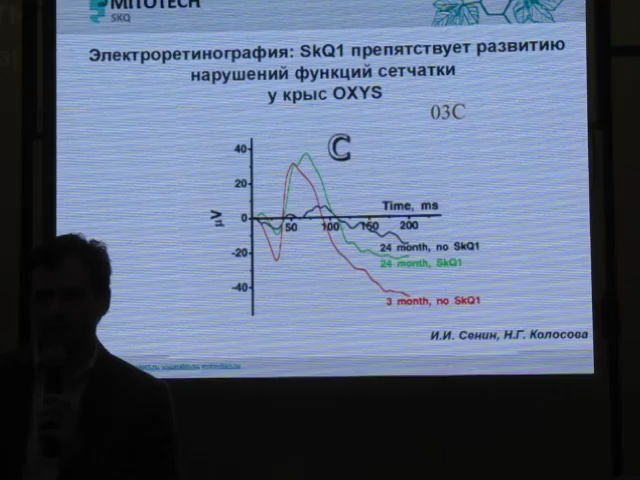 MITOTECH
SKQ
Электроретинография: SkQ1 препятствует развитию
нарушений функций сетчатки
у крыс OXYS
03C
C
40
20
0
-20
-40
µV
Time, ms
50 100 150 200
24 month, no SkQ1
24 month, SkQ1
3 month, no SkQ1
И.И. Сенин, Н.Г. Колосова